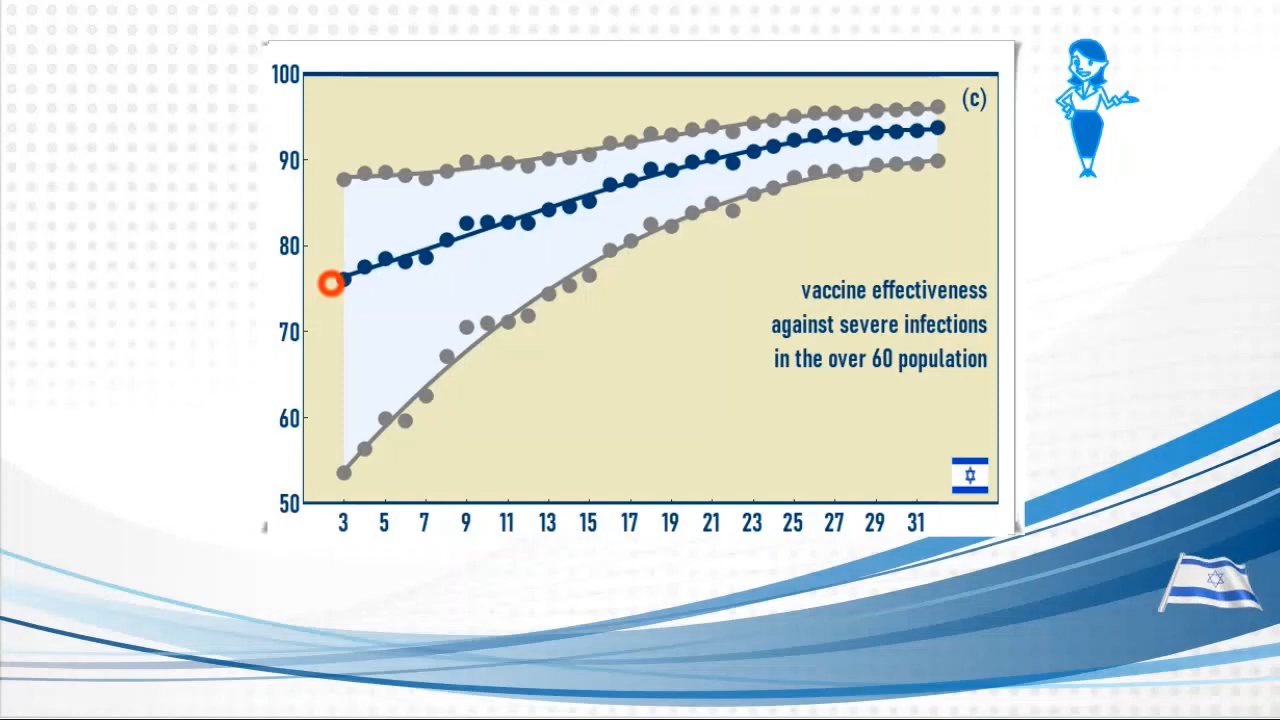 100
(c)
90
80
vaccine effectiveness
against severe infections
70
in the over 60 population
60
50
3 5 7 9 11 13 15 17 19 21 23 25 27 29 31